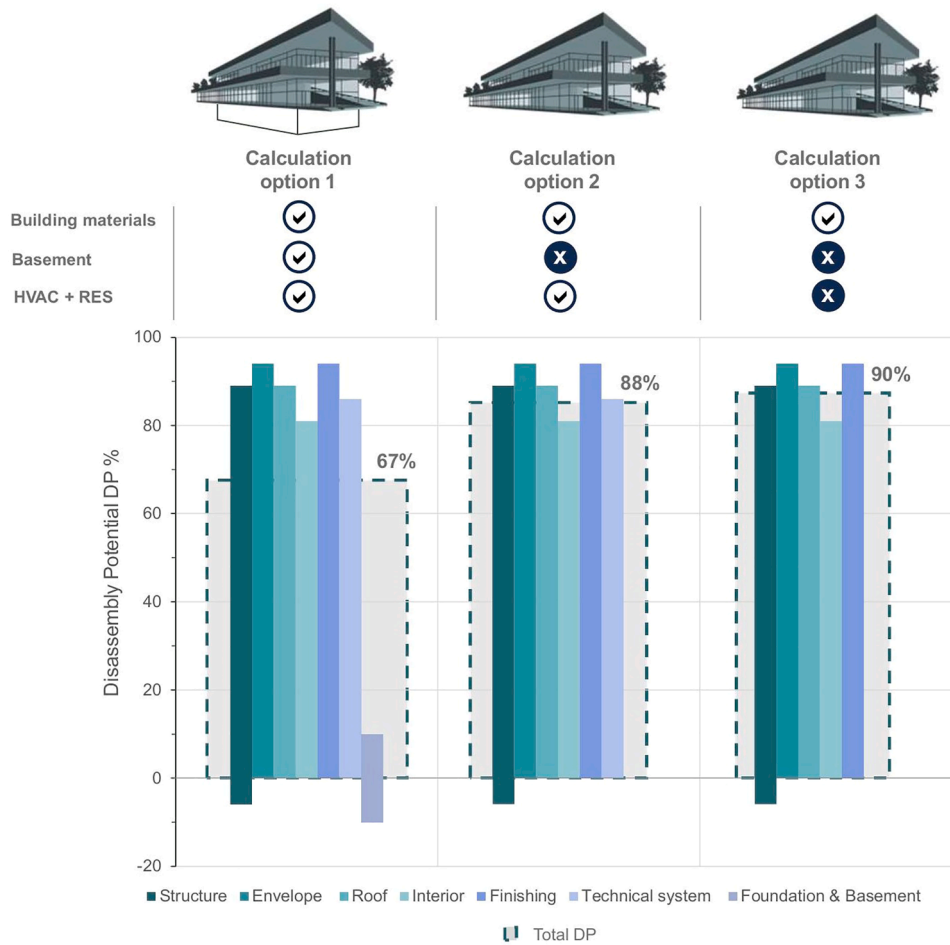 Calculation
option 1
Calculation
option 2
Calculation
option 3
Building materials
Basement
X
HVAC + RES
X
X
100
80
60
40
20
0
-20
Disassembly Potential DP %
67%
88%
90%
Structure Envelope Roof Interior Finishing Technical system Foundation & Basement
Total DP